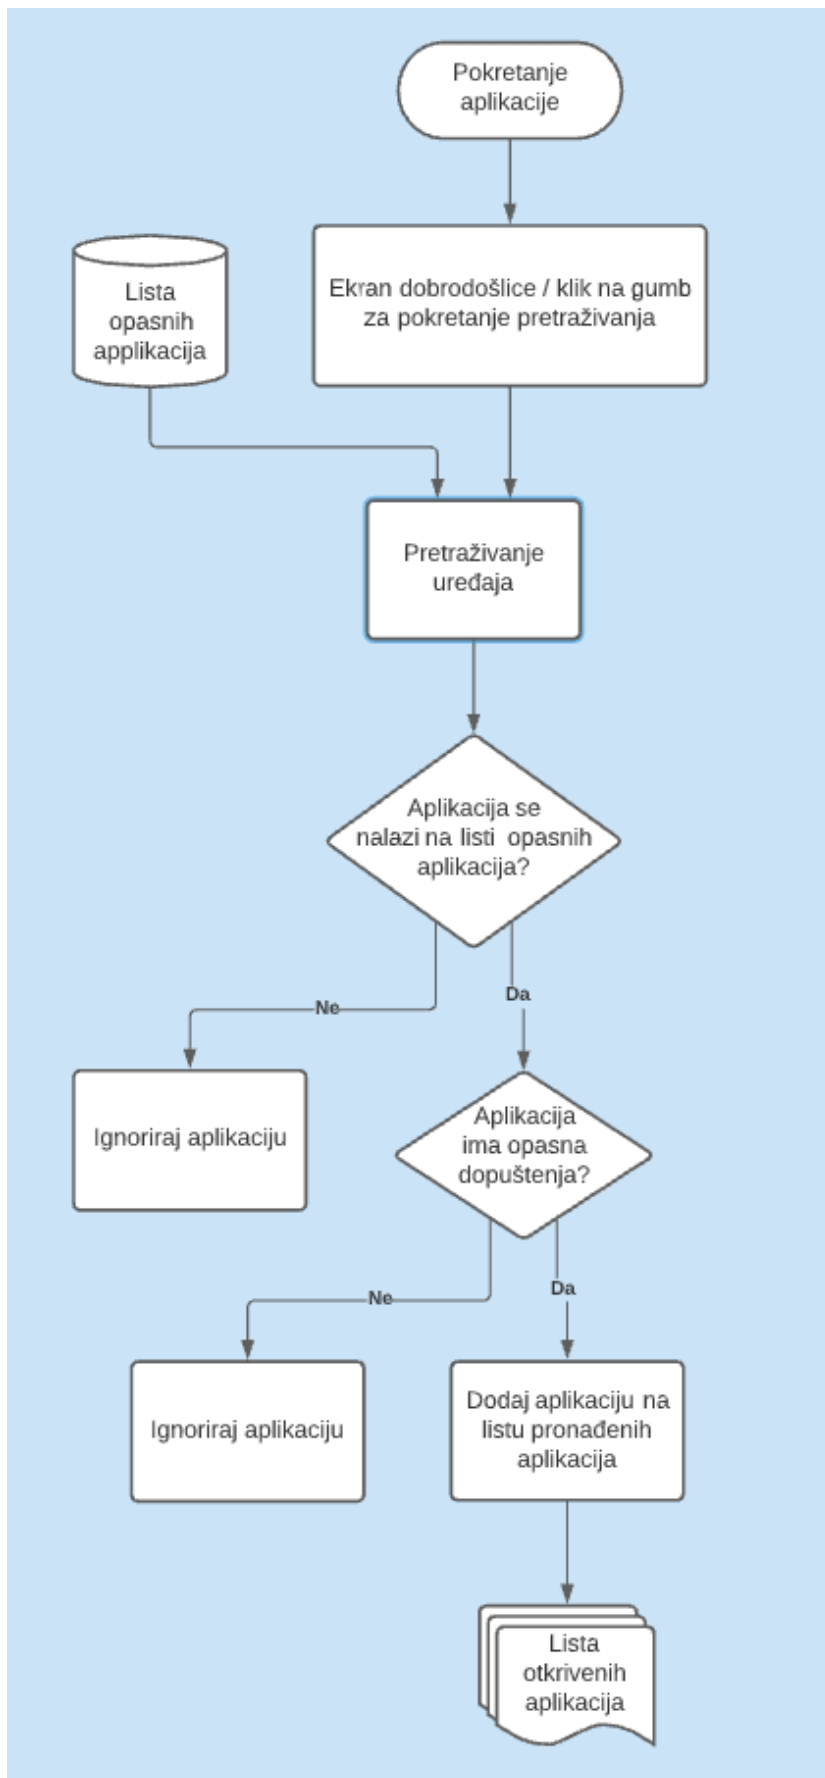 Pokretanje
aplikacije
Lista
opasnih
applikacija
Ekran dobrodošlice / klik na gumb
za pokretanje pretraživanja
Pretraživanje
uređaja
Aplikacija se
nalazi na listi opasnih
aplikacija?
Ne
Da
Ignoriraj aplikaciju
Aplikacija
ima opasna
dopuštenja?
Ne
Da
Ignoriraj aplikaciju
Dodaj aplikaciju na
listu pronađenih
aplikacija
Lista
otkrivenih
aplikacija